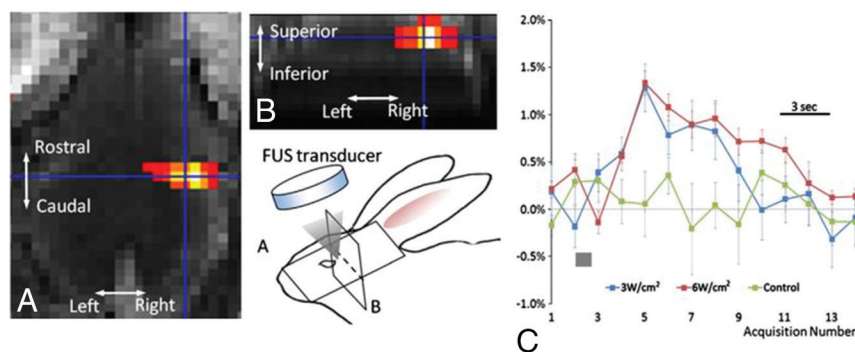 Rostral
Caudal
Left
Right
A
Superior
Inferior
Left
Right
B
FUS transducer
A
B
2.0%
1.5%
1.0%
0.5%
0.0%
-0.5%
-1.0%
3 sec
3W/cm²
6W/cm²
Control
1 3 5 7 9 11 13
Acquisition Number
C